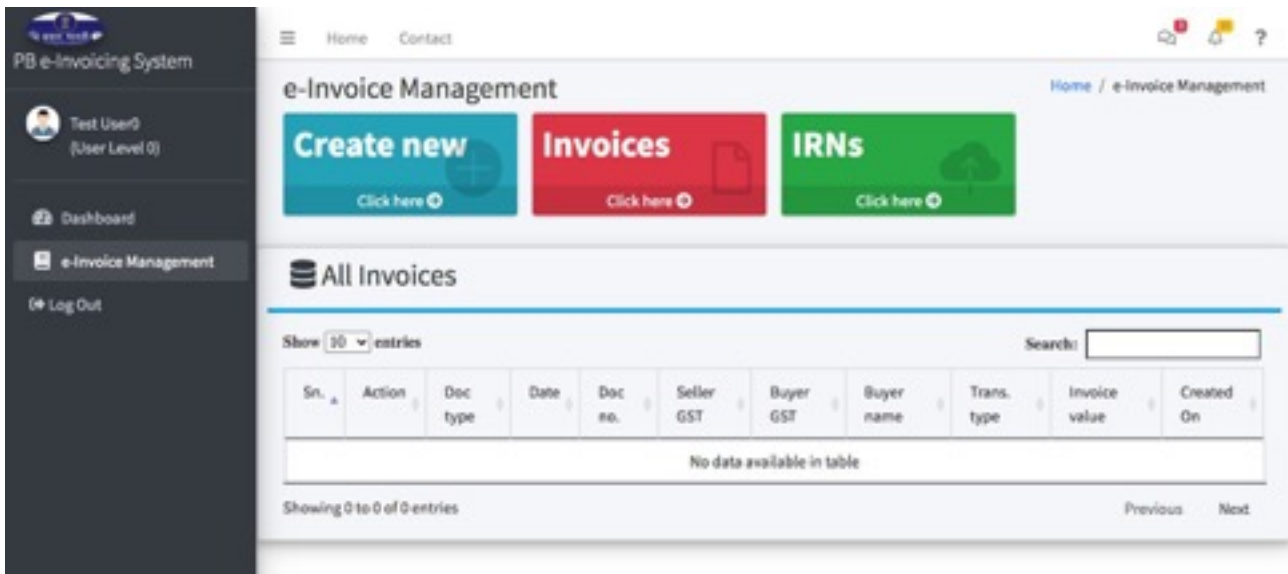 PB e-Invoicing System
Test User0
(User Level 0)
Dashboard
e-Invoice Management
Log Out
Home Contact
?
e-Invoice Management
Home / e-Invoice Management
Create new
Click here
Invoices
Click here
IRNs
Click here
All Invoices
Show 10 entries
Search:
Sn. Action Doc type Date Doc no. Seller GST Buyer GST Buyer name Trans. type Invoice value Created On
No data available in table
Showing 0 to 0 of 0 entries
Previous Next